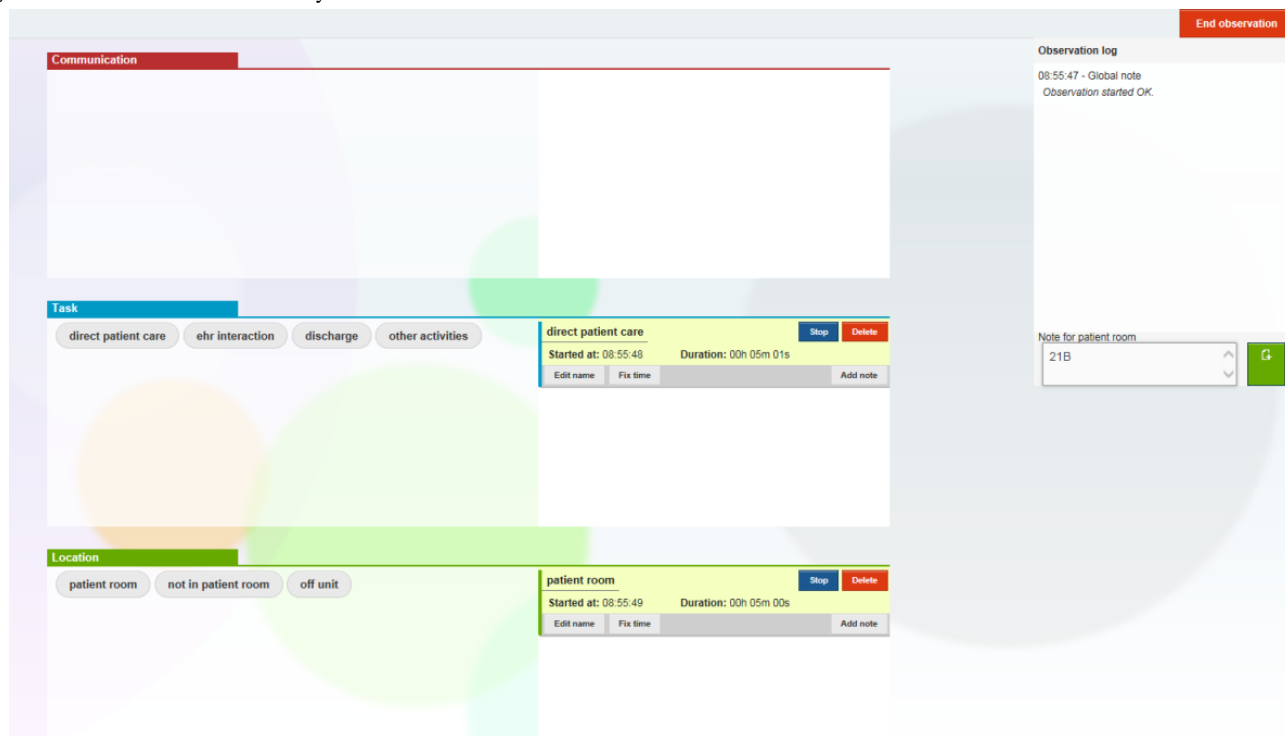 End observation
Communication
Observation log
08:55:47 - Global note
Observation started OK.
Task
direct patient care ehr interaction discharge other activities
direct patient care Stop Delete
Started at: 08:55:48 Duration: 00h 05m 01s
Edit name Fix time Add note
Note for patient room
21B
Location
patient room not in patient room off unit
patient room Stop Delete
Started at: 08:55:49 Duration: 00h 05m 00s
Edit name Fix time Add note